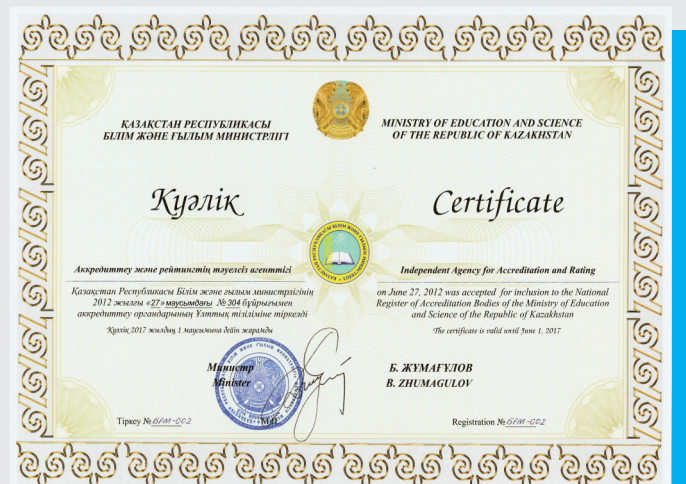 ҚАЗАҚСТАН РЕСПУБЛИКАСЫ
БІЛІМ ЖӘНЕ ҒЫЛЫМ МИНИСТРЛІГІ
MINISTRY OF EDUCATION AND SCIENCE
OF THE REPUBLIC OF KAZAKHSTAN
Куәлік
Certificate
Аккредиттеу және рейтингтің тәуелсіз агенттігі
Қазақстан Республикасы Білім және ғылым министрлігінің
2012 жылғы «27» маусымдағы № 304 бұйрығымен
аккредиттеу органдарының Ұлттық тізіліміне тіркелді
Куәлік 2017 жылдың 1 маусымына дейін жарамды
Independent Agency for Accreditation and Rating
on June 27, 2012 was accepted for inclusion to the National
Register of Accreditation Bodies of the Ministry of Education
and Science of the Republic of Kazakhstan
The certificate is valid until June 1, 2017
Министр
Minister
Б. ЖҰМАҒҰЛОВ
B. ZHUMAGULOV
М.О.
Тіркеу № БҒМ-002
Registration № БҒМ-002